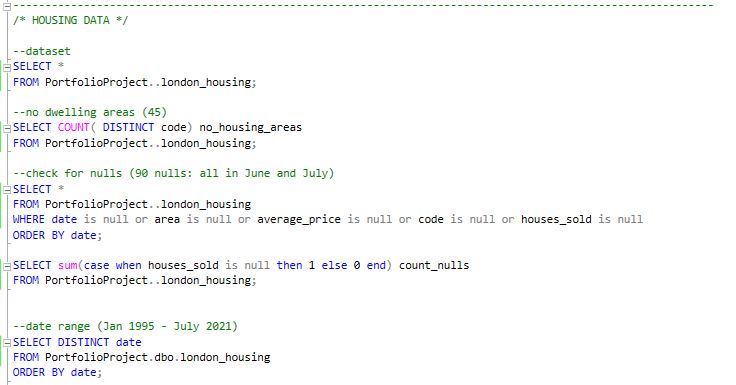 --------------------------------------------------------------------------------------------------------------
/* HOUSING DATA */
--dataset
SELECT *
FROM PortfolioProject..london_housing;
--no dwelling areas (45)
SELECT COUNT( DISTINCT code) no_housing_areas
FROM PortfolioProject..london_housing;
--check for nulls (90 nulls: all in June and July)
SELECT *
FROM PortfolioProject..london_housing
WHERE date is null or area is null or average_price is null or code is null or houses_sold is null
ORDER BY date;
SELECT sum(case when houses_sold is null then 1 else 0 end) count_nulls
FROM PortfolioProject..london_housing;
--date range (Jan 1995 - July 2021)
SELECT DISTINCT date
FROM PortfolioProject.dbo.london_housing
ORDER BY date;